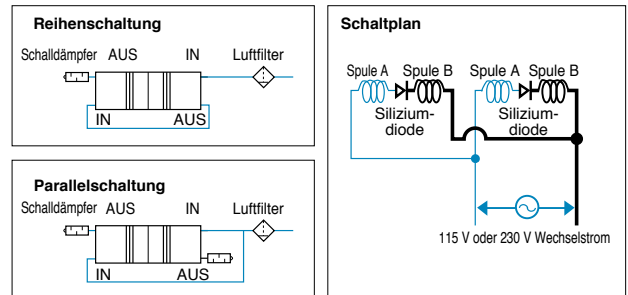 Reihenschaltung
Schalldämpfer AUS IN Luftfilter
IN AUS
Parallelschaltung
Schalldämpfer AUS IN Luftfilter
IN AUS
Schaltplan
Spule A Spule B Spule A Spule B
Silizium- Silizium-
diode diode
115 V oder 230 V Wechselstrom